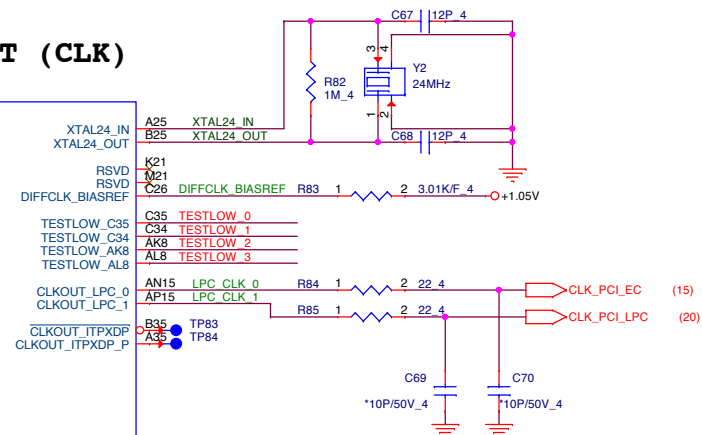 C67 12P_4
T (CLK)
3 4
R82 Y2
1M_4 24MHz
1 2
C68 12P_4
XTAL24_IN A25 XTAL24_IN
XTAL24_OUT B25 XTAL24_OUT
RSVD K21
RSVD M21
DIFFCLK_BIASREF C26 DIFFCLK_BIASREF R83 1 2 3.01K/F_4 +1.05V
TESTLOW_C35 C35 TESTLOW_0
TESTLOW_C34 C34 TESTLOW_1
TESTLOW_AK8 AK8 TESTLOW_2
TESTLOW_AL8 AL8 TESTLOW_3
CLKOUT_LPC_0 AN15 LPC_CLK_0 R84 1 2 22_4 CLK_PCI_EC (15)
CLKOUT_LPC_1 AP15 LPC_CLK_1 R85 1 2 22_4 CLK_PCI_LPC (20)
CLKOUT_ITPXDP B35 TP83
CLKOUT_ITPXDP_P A35 TP84
C69 C70
*10P/50V_4 *10P/50V_4